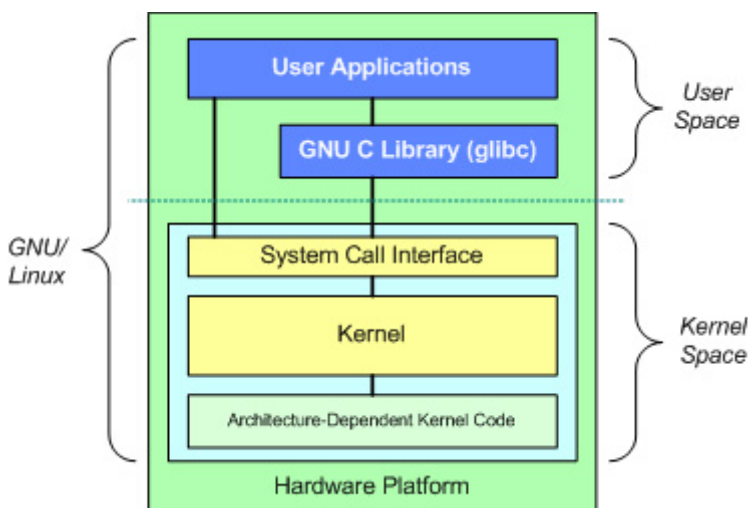 User Applications
User
Space
GNU C Library (glibc)
GNU/
Linux
System Call Interface
Kernel
Kernel
Space
Architecture-Dependent Kernel Code
Hardware Platform